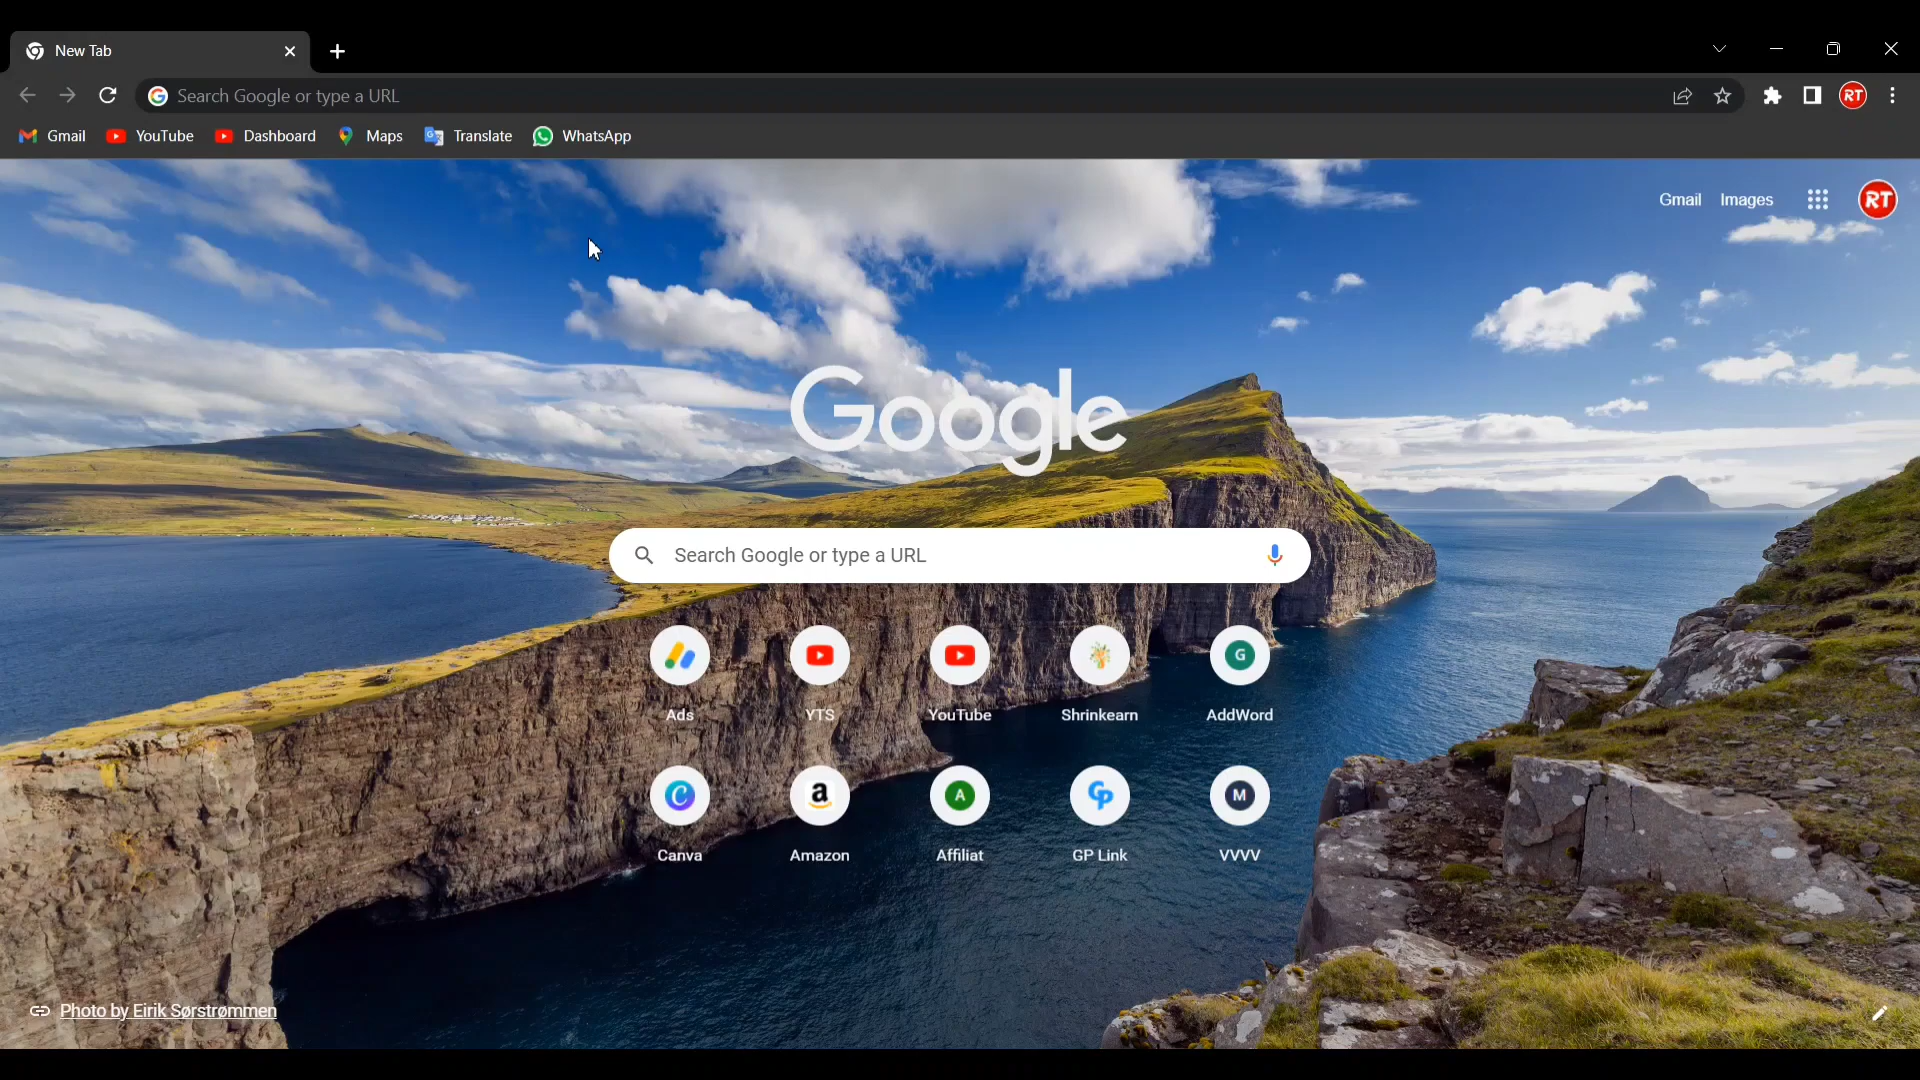 New Tab
Search Google or type a URL
RT
Gmail YouTube Dashboard Maps Translate WhatsApp
Gmail Images RT
Google
Search Google or type a URL
G
Ads YTS YouTube Shrinkearn AddWord
a A M
Canva Amazon Affiliat GP Link VVVV
Photo by Eirik Sørstrømmen